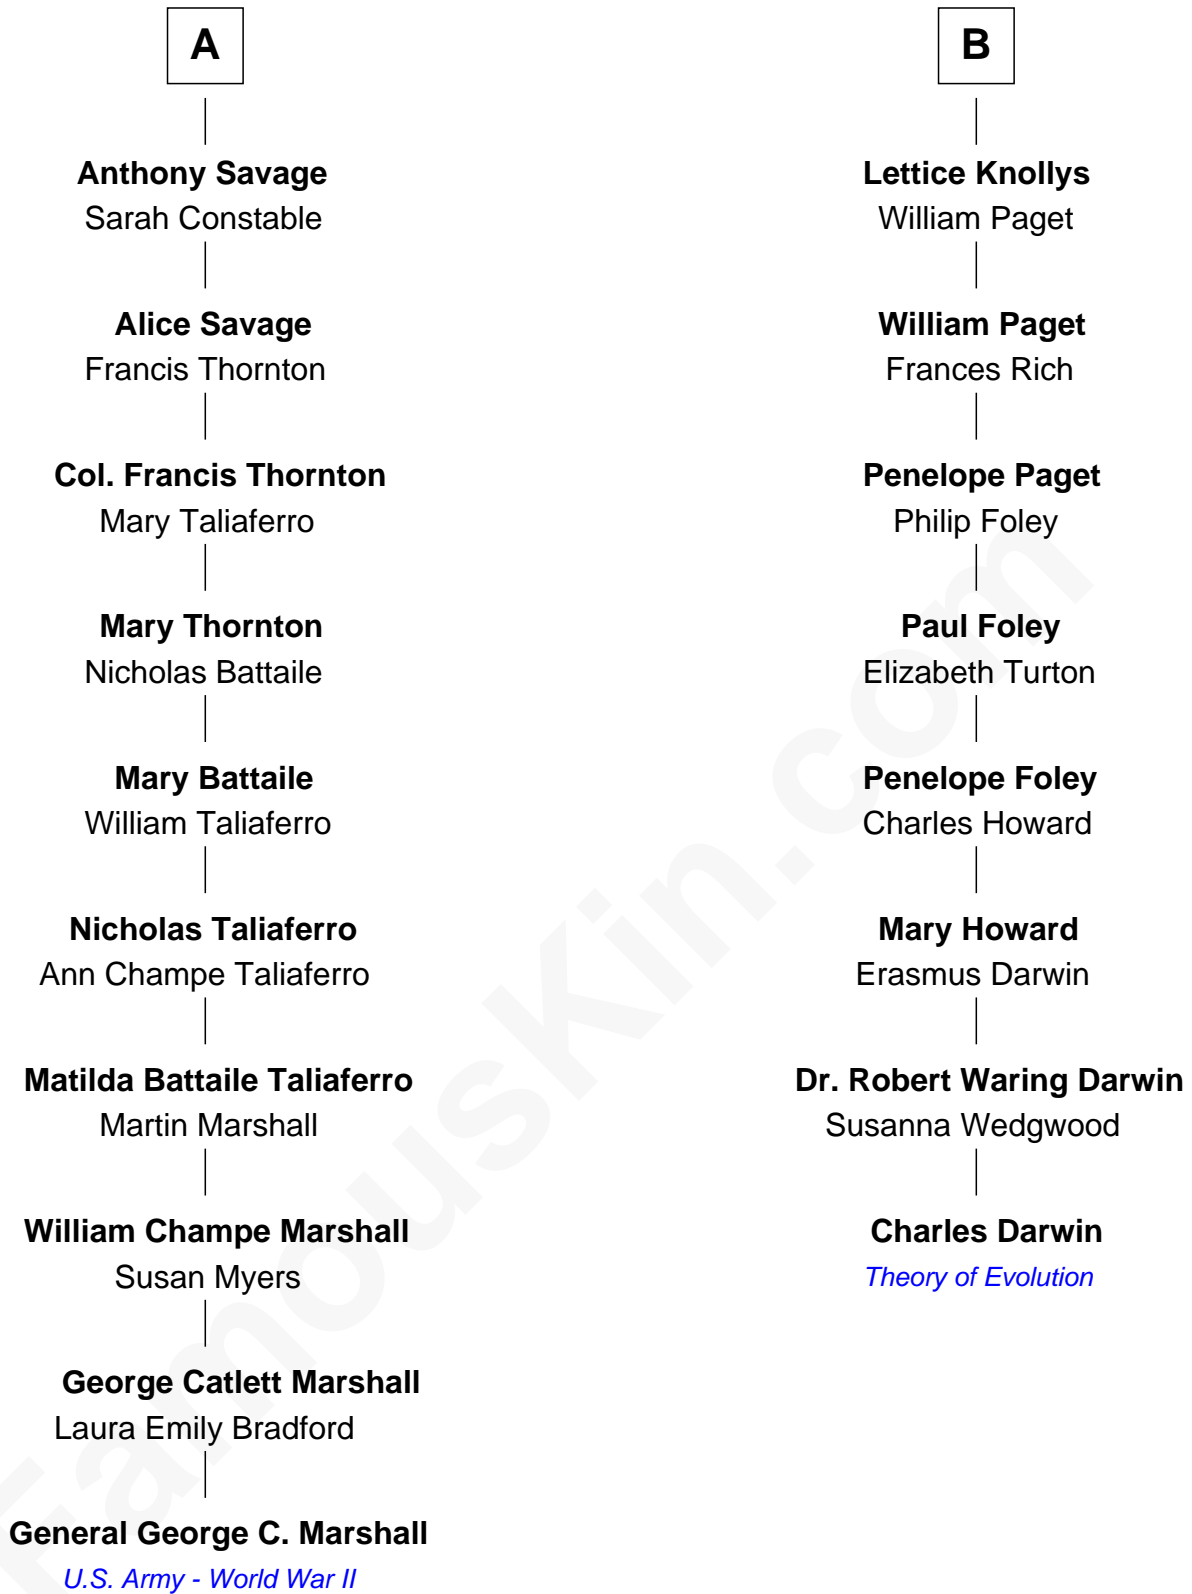 A
Anthony Savage
Sarah Constable
Alice Savage
Francis Thornton
Col. Francis Thornton
Mary Taliaferro
Mary Thornton
Nicholas Battaile
Mary Battaile
William Taliaferro
Nicholas Taliaferro
Ann Champe Taliaferro
Matilda Battaile Taliaferro
Martin Marshall
William Champe Marshall
Susan Myers
George Catlett Marshall
Laura Emily Bradford
General George C. Marshall
U.S. Army - World War II
B
Lettice Knollys
William Paget
William Paget
Frances Rich
Penelope Paget
Philip Foley
Paul Foley
Elizabeth Turton
Penelope Foley
Charles Howard
Mary Howard
Erasmus Darwin
Dr. Robert Waring Darwin
Susanna Wedgwood
Charles Darwin
Theory of Evolution
FamousKin.com